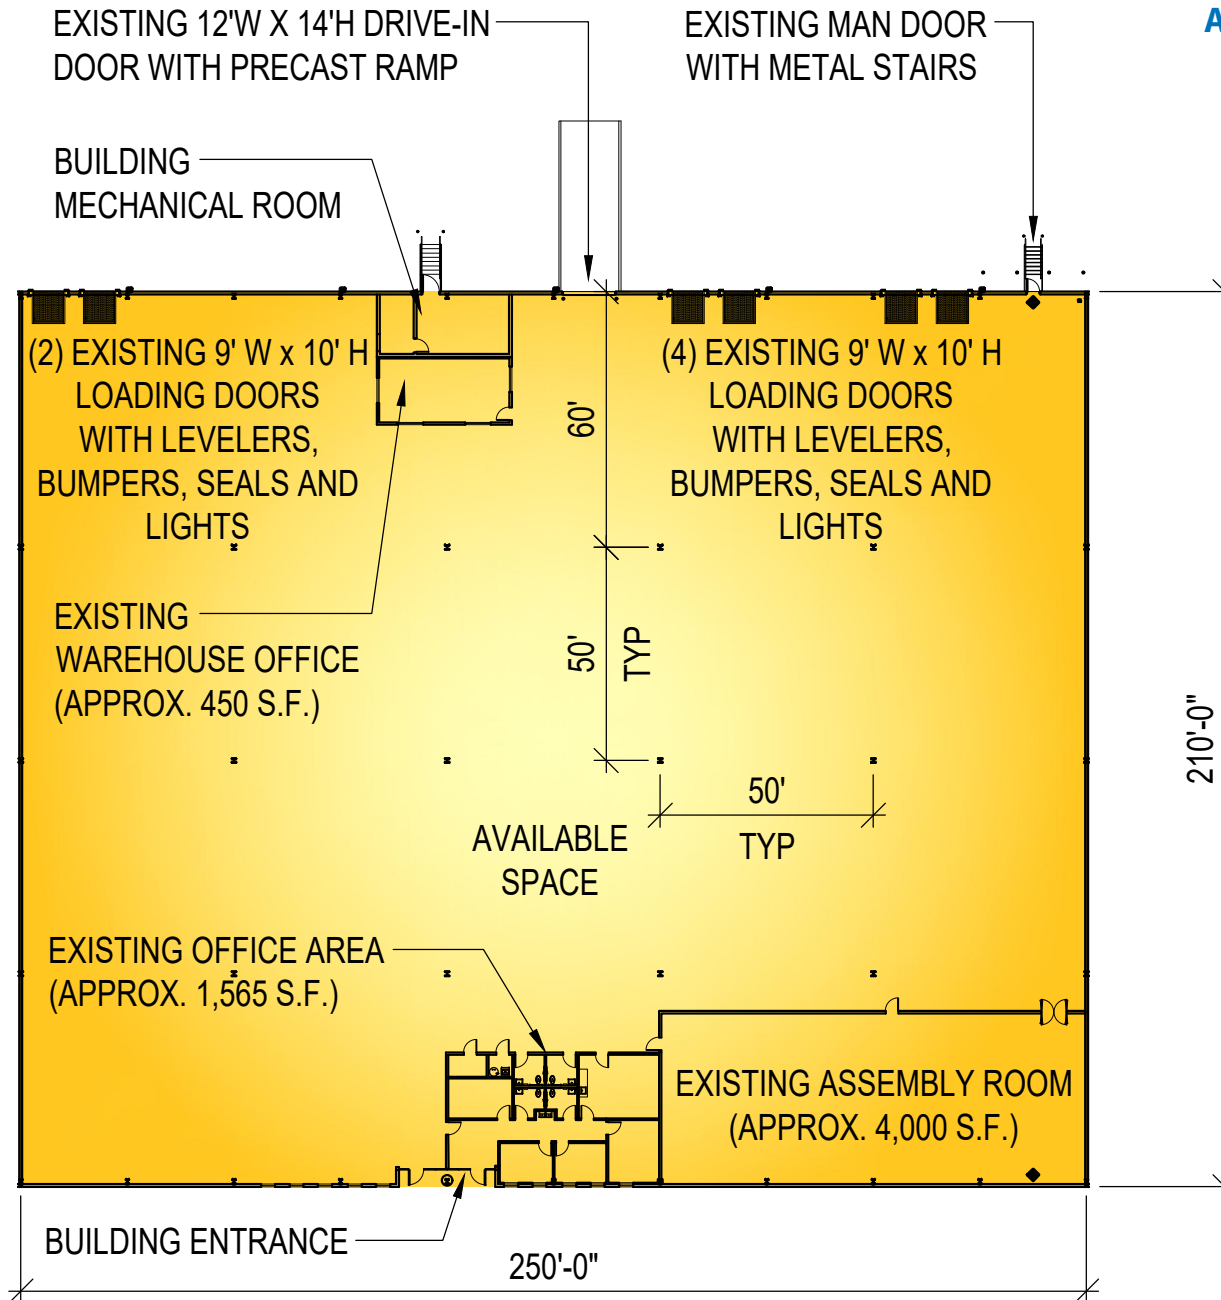 EXISTING 12'W X 14'H DRIVE-IN
DOOR WITH PRECAST RAMP
EXISTING MAN DOOR
WITH METAL STAIRS
A
BUILDING
MECHANICAL ROOM
(2) EXISTING 9' W x 10' H
LOADING DOORS
WITH LEVELERS,
BUMPERS, SEALS AND
LIGHTS
60'
(4) EXISTING 9' W x 10' H
LOADING DOORS
WITH LEVELERS,
BUMPERS, SEALS AND
LIGHTS
EXISTING
WAREHOUSE OFFICE
(APPROX. 450 S.F.)
50'
TYP
210'-0"
50'
TYP
AVAILABLE
SPACE
EXISTING OFFICE AREA
(APPROX. 1,565 S.F.)
EXISTING ASSEMBLY ROOM
(APPROX. 4,000 S.F.)
BUILDING ENTRANCE
250'-0"